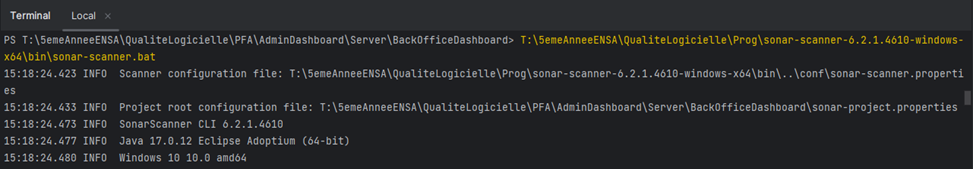 Terminal Local ×
PS T:\5emeAnneeENSA\QualiteLogicielle\PFA\AdminDashboard\Server\BackOfficeDashboard> T:\5emeAnneeENSA\QualiteLogicielle\Prog\sonar-scanner-6.2.1.4610-windows-
x64\bin\sonar-scanner.bat
15:18:24.423 INFO  Scanner configuration file: T:\5emeAnneeENSA\QualiteLogicielle\Prog\sonar-scanner-6.2.1.4610-windows-x64\bin\..\conf\sonar-scanner.properti
es
15:18:24.433 INFO  Project root configuration file: T:\5emeAnneeENSA\QualiteLogicielle\PFA\AdminDashboard\Server\BackOfficeDashboard\sonar-project.properties
15:18:24.473 INFO  SonarScanner CLI 6.2.1.4610
15:18:24.477 INFO  Java 17.0.12 Eclipse Adoptium (64-bit)
15:18:24.480 INFO  Windows 10 10.0 amd64